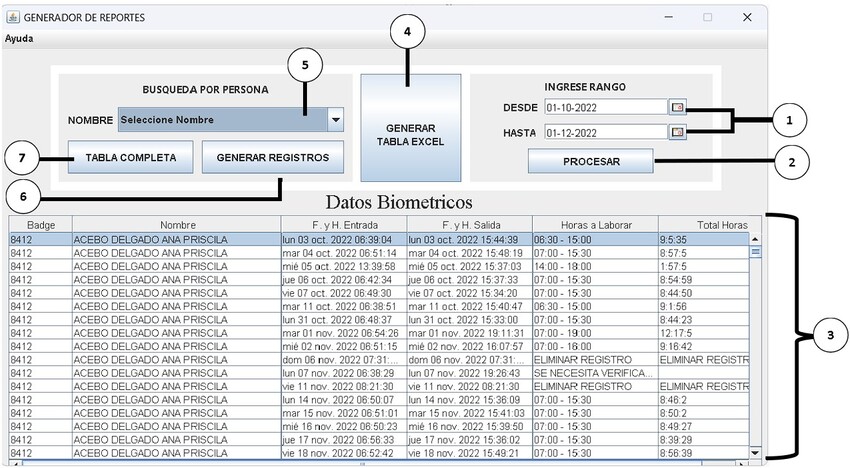 GENERADOR DE REPORTES
Ayuda
4
5
BUSQUEDA POR PERSONA
INGRESE RANGO
NOMBRE Seleccione Nombre
GENERAR
TABLA EXCEL
DESDE 01-10-2022
HASTA 01-12-2022
1
7
TABLA COMPLETA
GENERAR REGISTROS
PROCESAR
2
6
Datos Biometricos
Badge Nombre F. y H. Entrada F. y H. Salida Horas a Laborar Total Horas
8412 ACEBO DELGADO ANA PRISCILA lun 03 oct. 2022 06:39:04 lun 03 oct. 2022 15:44:39 06:30 - 15:00 9:5:35
8412 ACEBO DELGADO ANA PRISCILA mar 04 oct. 2022 06:51:14 mar 04 oct. 2022 15:48:19 07:00 - 15:30 8:57:5
8412 ACEBO DELGADO ANA PRISCILA mié 05 oct. 2022 13:39:58 mié 05 oct. 2022 15:37:03 14:00 - 18:00 1:57:5
8412 ACEBO DELGADO ANA PRISCILA jue 06 oct. 2022 06:42:34 jue 06 oct. 2022 15:37:33 07:00 - 15:30 8:54:59
8412 ACEBO DELGADO ANA PRISCILA vie 07 oct. 2022 06:49:30 vie 07 oct. 2022 15:34:20 07:00 - 15:30 8:44:50
8412 ACEBO DELGADO ANA PRISCILA mar 11 oct. 2022 06:38:51 mar 11 oct. 2022 15:40:47 06:30 - 15:00 9:1:56
8412 ACEBO DELGADO ANA PRISCILA lun 31 oct. 2022 06:48:37 lun 31 oct. 2022 15:33:00 07:00 - 15:30 8:44:23
8412 ACEBO DELGADO ANA PRISCILA mar 01 nov. 2022 06:54:26 mar 01 nov. 2022 19:11:31 07:00 - 19:00 12:17:5
8412 ACEBO DELGADO ANA PRISCILA mié 02 nov. 2022 06:51:15 mié 02 nov. 2022 16:07:57 07:00 - 16:00 9:16:42
8412 ACEBO DELGADO ANA PRISCILA dom 06 nov. 2022 07:31:... dom 06 nov. 2022 07:31:... ELIMINAR REGISTRO ELIMINAR REGISTR
8412 ACEBO DELGADO ANA PRISCILA lun 07 nov. 2022 06:38:29 lun 07 nov. 2022 19:26:43 SE NECESITA VERIFICA...
8412 ACEBO DELGADO ANA PRISCILA vie 11 nov. 2022 08:21:30 vie 11 nov. 2022 08:21:30 ELIMINAR REGISTRO ELIMINAR REGISTR
8412 ACEBO DELGADO ANA PRISCILA lun 14 nov. 2022 06:50:07 lun 14 nov. 2022 15:36:09 07:00 - 15:30 8:46:2
8412 ACEBO DELGADO ANA PRISCILA mar 15 nov. 2022 06:51:01 mar 15 nov. 2022 15:41:03 07:00 - 15:30 8:50:2
8412 ACEBO DELGADO ANA PRISCILA mié 16 nov. 2022 06:50:23 mié 16 nov. 2022 15:39:50 07:00 - 15:30 8:49:27
8412 ACEBO DELGADO ANA PRISCILA jue 17 nov. 2022 06:56:33 jue 17 nov. 2022 15:36:02 07:00 - 15:30 8:39:29
8412 ACEBO DELGADO ANA PRISCILA vie 18 nov. 2022 06:52:42 vie 18 nov. 2022 15:49:21 07:00 - 15:30 8:56:39
3